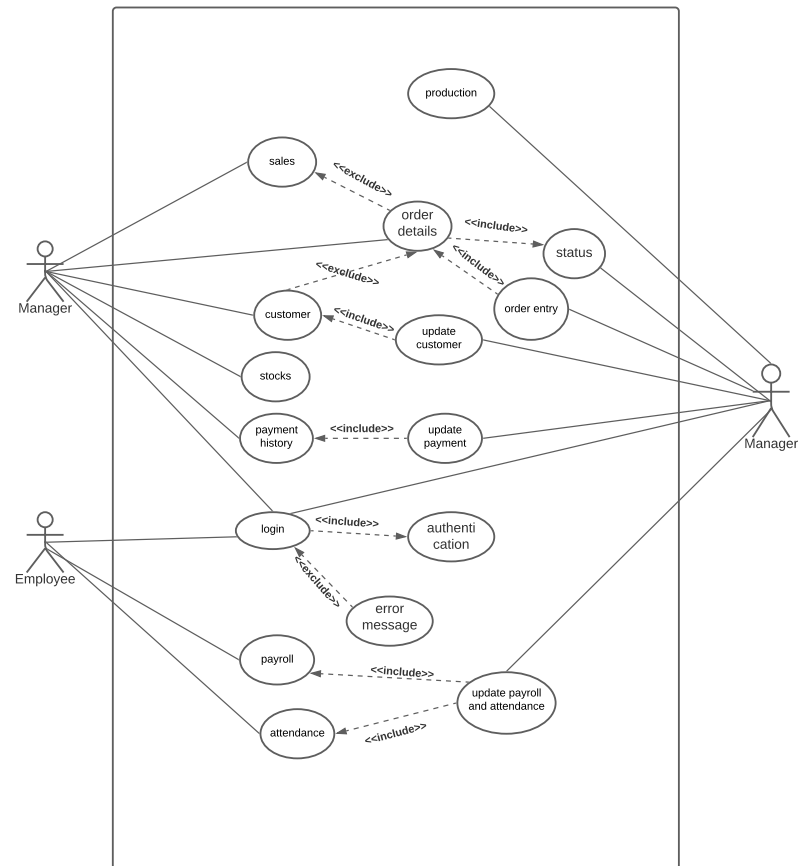 production
sales
<<exclude>>
order
details
<<include>>
status
<<include>>
Manager
<<exclude>>
order entry
customer
<<include>>
update
customer
stocks
payment
history
<<include>>
update
payment
Manager
login
<<include>>
authenti
cation
Employee
<<exclude>>
error
message
payroll
<<include>>
update payroll
and attendance
attendance
<<include>>